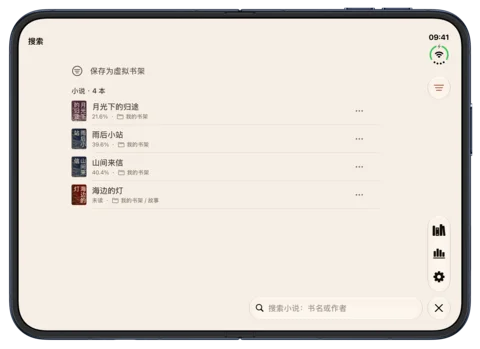 搜索
09:41
保存为虚拟书架
小说 · 4 本
月光下的归途
21.6% · 我的书架
雨后小站
39.6% · 我的书架
山间来信
40.4% · 我的书架
海边的灯
未读 · 我的书架 / 故事
搜索小说：书名或作者